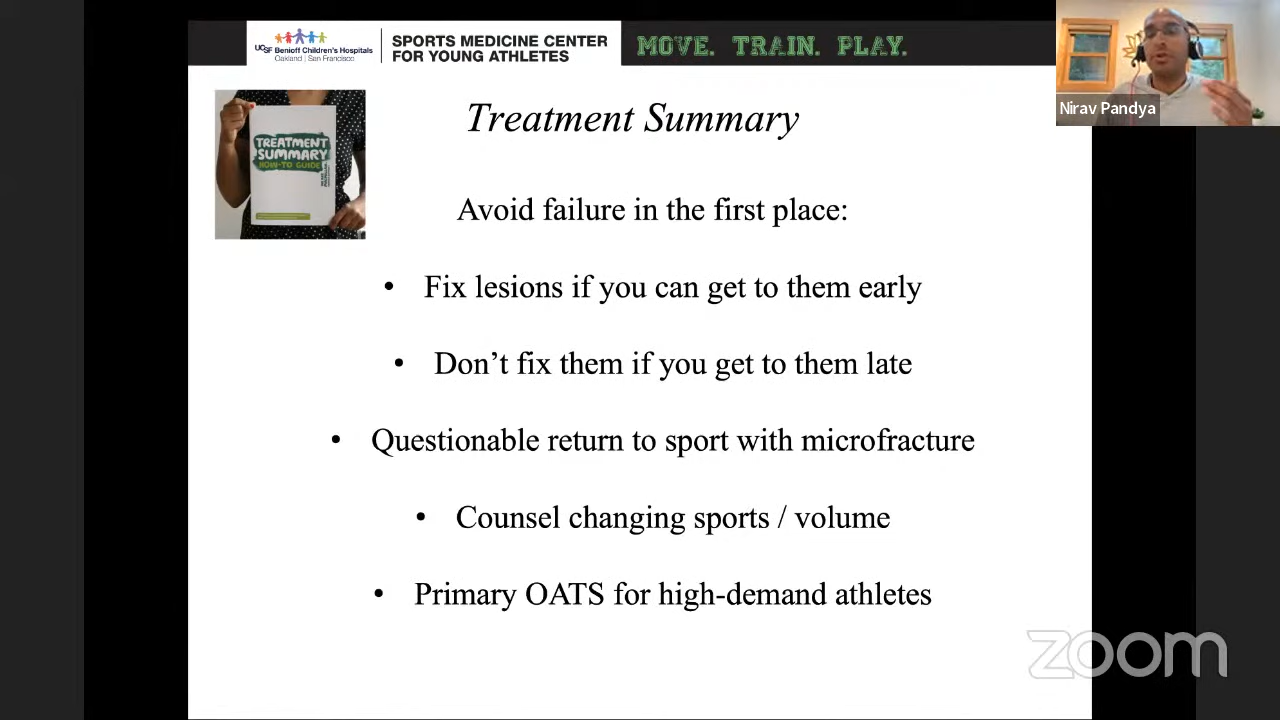 UCSF Benioff Children's Hospitals
Oakland | San Francisco
SPORTS MEDICINE CENTER
FOR YOUNG ATHLETES
MOVE. TRAIN. PLAY.
Nirav Pandya
TREATMENT
SUMMARY
HOW-TO GUIDE
Treatment Summary
Avoid failure in the first place:
• Fix lesions if you can get to them early
• Don’t fix them if you get to them late
• Questionable return to sport with microfracture
• Counsel changing sports / volume
• Primary OATS for high-demand athletes
zoom